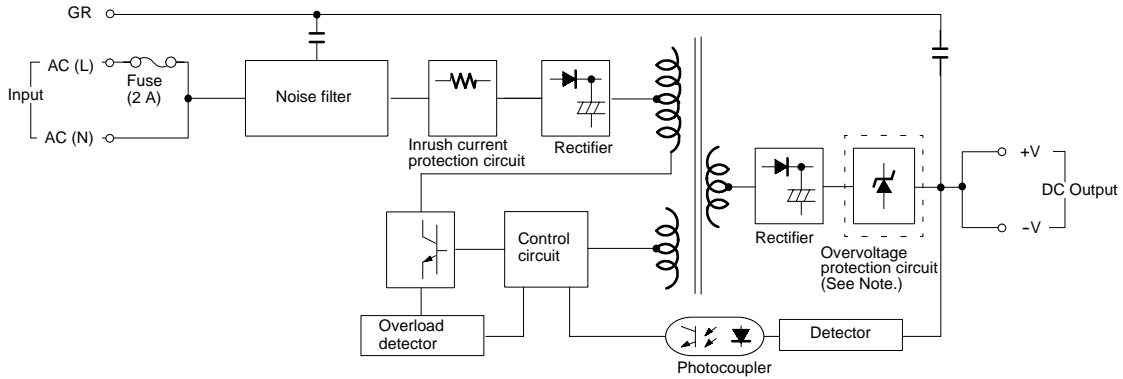 GR
AC (L)
Fuse
(2 A)
Input
AC (N)
Noise filter
Inrush current
protection circuit
Rectifier
+V
DC Output
−V
Rectifier
Overvoltage
protection circuit
(See Note.)
Control
circuit
Overload
detector
Detector
Photocoupler